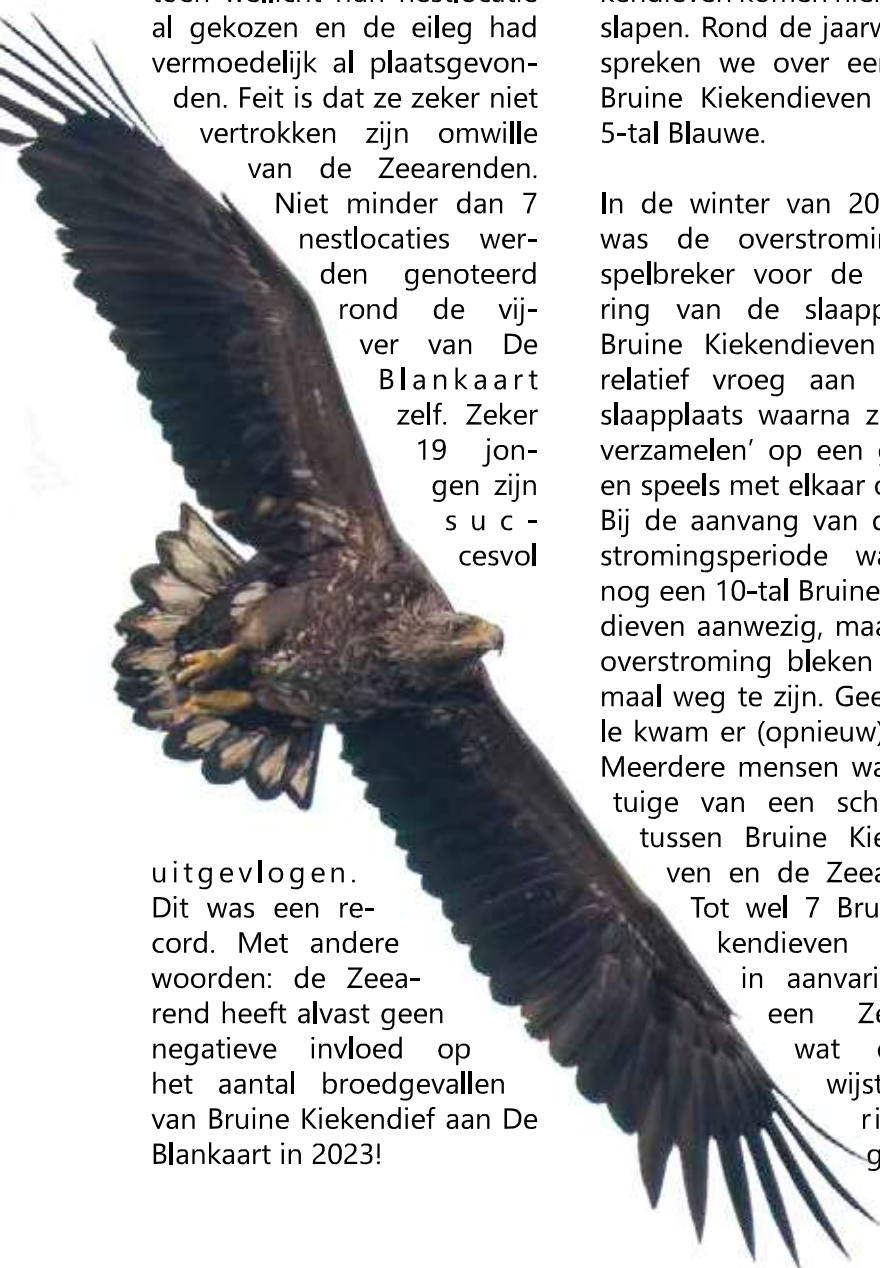 al gekozen en de eileg had
vermoedelijk al plaatsgevon-
den. Feit is dat ze zeker niet
vertrokken zijn omwille
van de Zeearenden.
Niet minder dan 7
nestlocaties wer-
den genoteerd
rond de vij-
ver van De
Blankaart
zelf. Zeker
19 jon-
gen zijn
suc-
cesvol
uitgevlogen.
Dit was een re-
cord. Met andere
woorden: de Zeea-
rend heeft alvast geen
negatieve invloed op
het aantal broedgevallen
van Bruine Kiekendief aan De
Blankaart in 2023!
slapen. Rond de jaarw
spreken we over eer
Bruine Kiekendieven
5-tal Blauwe.
In de winter van 20
was de overstromin
spelbreker voor de
ring van de slaapp
Bruine Kiekendieven
relatief vroeg aan
slaapplaats waarna z
verzamelen’ op een g
en speels met elkaar o
Bij de aanvang van d
stromingsperiode wa
nog een 10-tal Bruine
dieven aanwezig, maa
overstroming bleken
maal weg te zijn. Gee
le kwam er (opnieuw)
Meerdere mensen wa
tuige van een sch
tussen Bruine Kie
ven en de Zeea
Tot wel 7 Bru
kendieven
in aanvari
een Ze
wat
wijst
ri
g